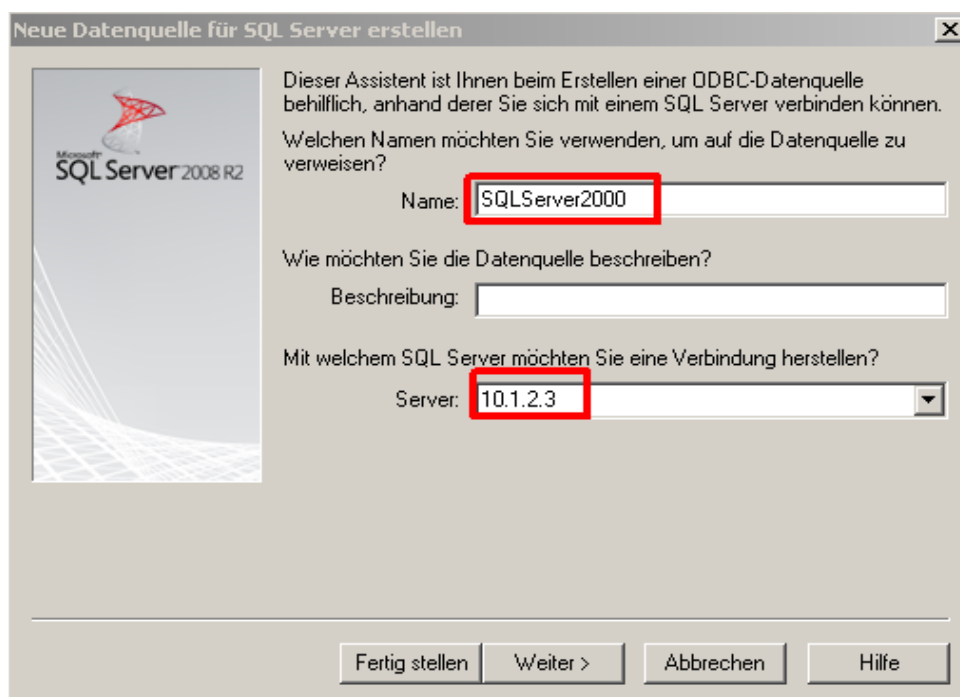 Neue Datenquelle für SQL Server erstellen
Dieser Assistent ist Ihnen beim Erstellen einer ODBC-Datenquelle
behilflich, anhand derer Sie sich mit einem SQL Server verbinden können.
Microsoft
SQL Server 2008 R2
Welchen Namen möchten Sie verwenden, um auf die Datenquelle zu
verweisen?
Name: SQLServer2000
Wie möchten Sie die Datenquelle beschreiben?
Beschreibung:
Mit welchem SQL Server möchten Sie eine Verbindung herstellen?
Server: 10.1.2.3
Fertig stellen Weiter > Abbrechen Hilfe